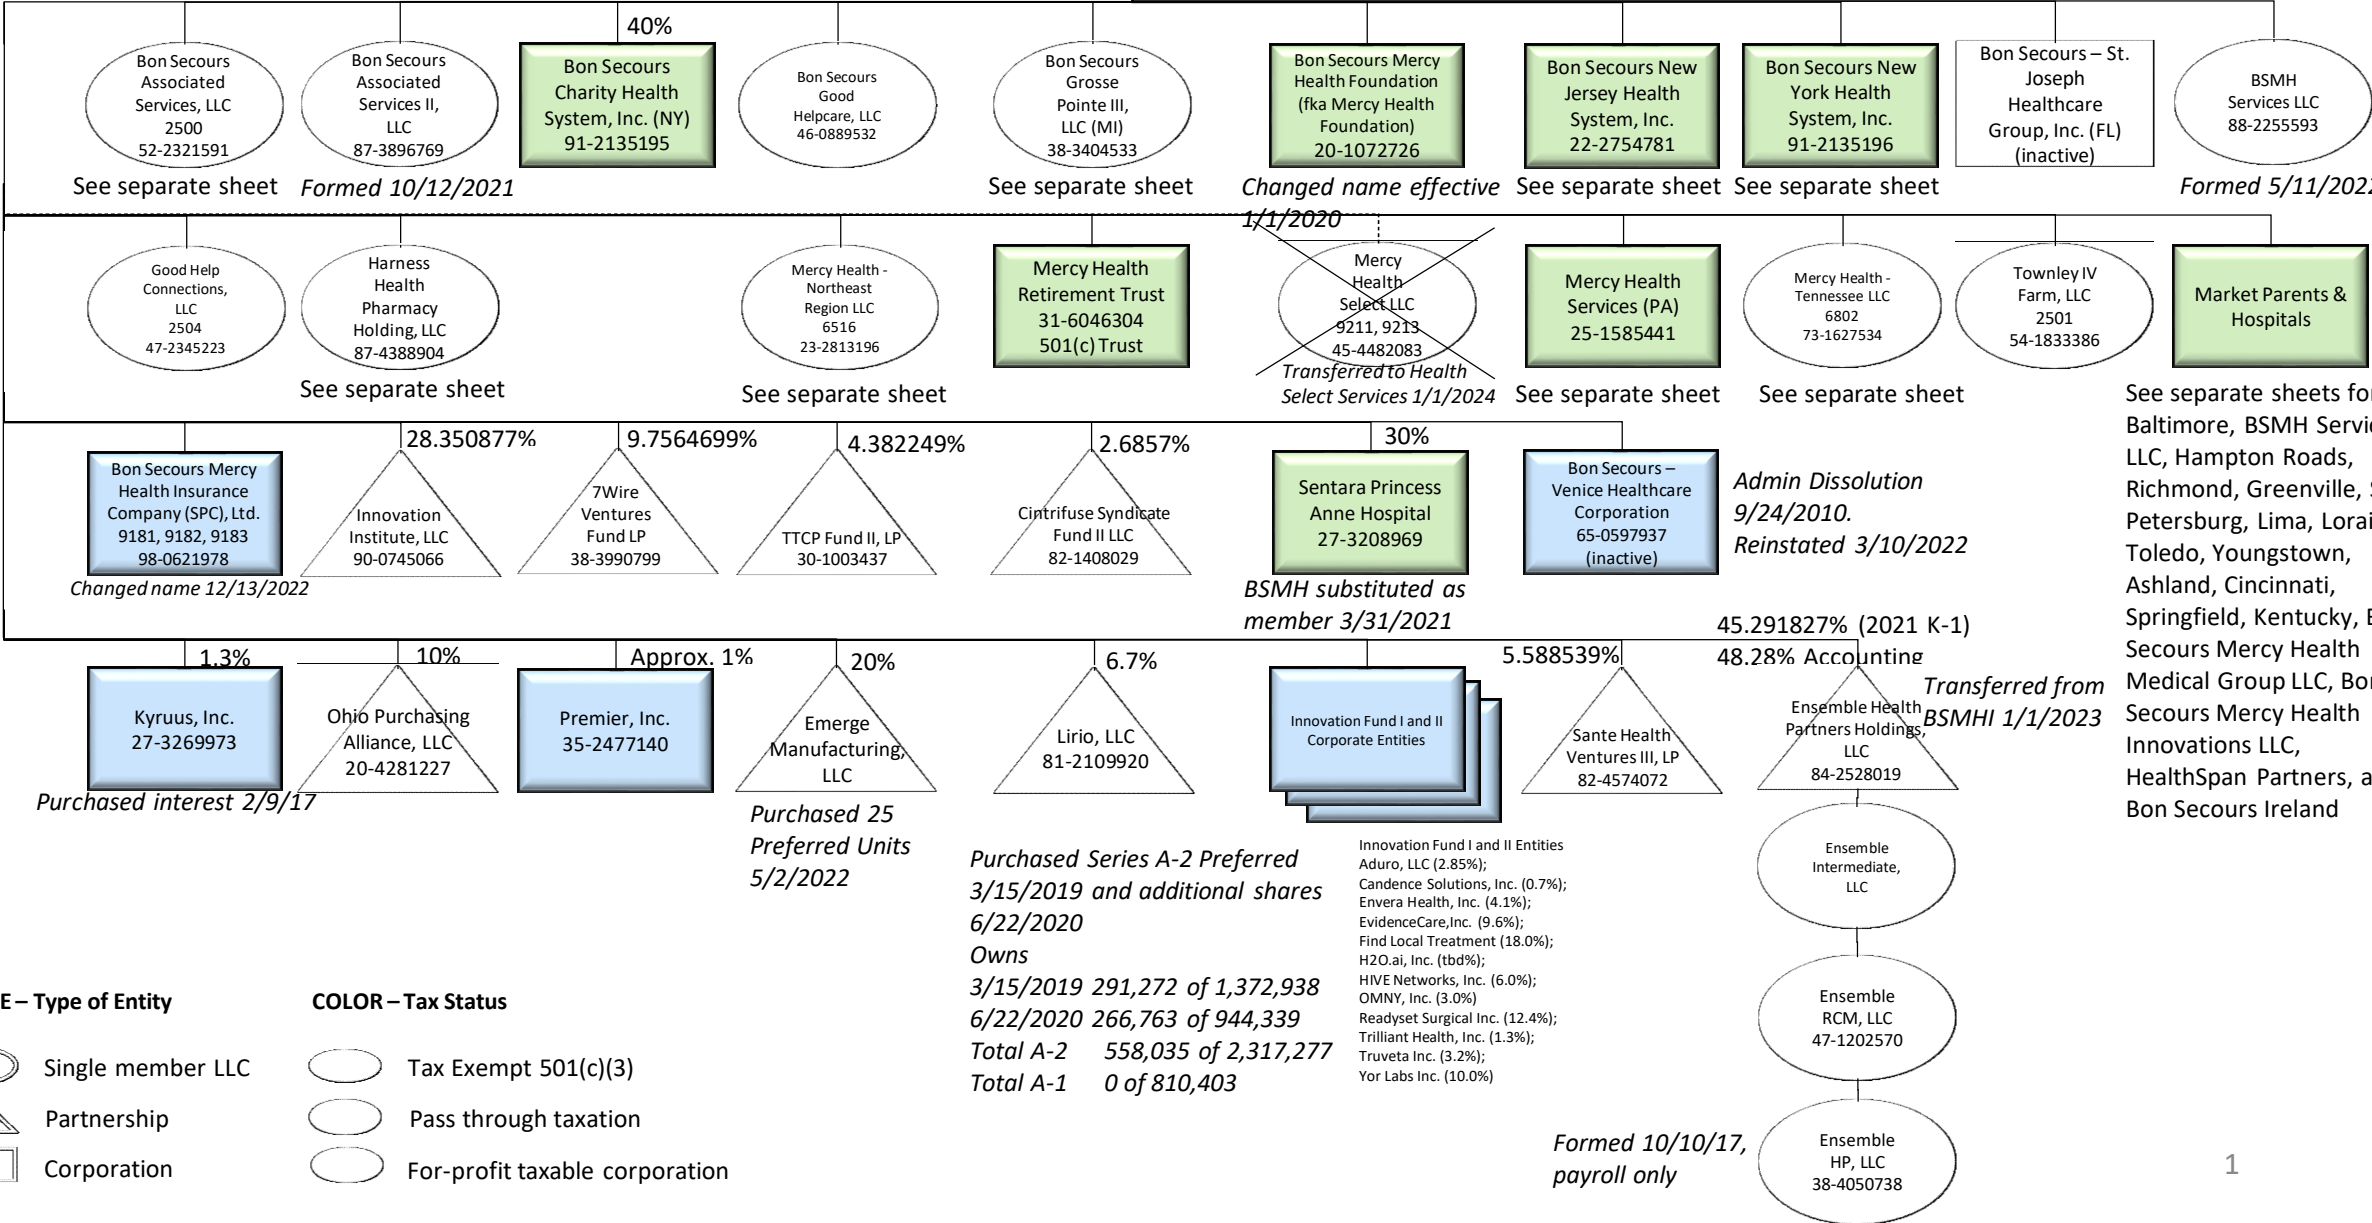 40%
Bon Secours
Associated
Services, LLC
2500
52-2321591
See separate sheet
Bon Secours
Associated
Services II,
LLC
87-3896769
Formed 10/12/2021
Bon Secours
Charity Health
System, Inc. (NY)
91-2135195
Bon Secours
Good
Helpcare, LLC
46-0889532
Bon Secours
Grosse
Pointe III,
LLC (MI)
38-3404533
See separate sheet
Bon Secours Mercy
Health Foundation
(fka Mercy Health
Foundation)
20-1072726
Changed name effective
1/1/2020
Bon Secours New
Jersey Health
System, Inc.
22-2754781
See separate sheet
Bon Secours New
York Health
System, Inc.
91-2135196
See separate sheet
Bon Secours – St.
Joseph
Healthcare
Group, Inc. (FL)
(inactive)
BSMH
Services LLC
88-2255593
Formed 5/11/2022
Good Help
Connections,
LLC
2504
47-2345223
Harness
Health
Pharmacy
Holding, LLC
87-4388904
See separate sheet
Mercy Health -
Northeast
Region LLC
6516
23-2813196
See separate sheet
Mercy Health
Retirement Trust
31-6046304
501(c) Trust
Mercy
Health
Select LLC
9211, 9213
45-4482083
Transferred to Health
Select Services 1/1/2024
Mercy Health
Services (PA)
25-1585441
See separate sheet
Mercy Health -
Tennessee LLC
6802
73-1627534
See separate sheet
Townley IV
Farm, LLC
2501
54-1833386
Market Parents &
Hospitals
See separate sheets for
Baltimore, BSMH Servic
LLC, Hampton Roads,
Richmond, Greenville, S
Petersburg, Lima, Lorai
Toledo, Youngstown,
Ashland, Cincinnati,
Springfield, Kentucky, B
Secours Mercy Health
Medical Group LLC, Bon
Secours Mercy Health
Innovations LLC,
HealthSpan Partners, a
Bon Secours Ireland
Bon Secours Mercy
Health Insurance
Company (SPC), Ltd.
9181, 9182, 9183
98-0621978
Changed name 12/13/2022
28.350877%
Innovation
Institute, LLC
90-0745066
9.7564699%
7Wire
Ventures
Fund LP
38-3990799
4.382249%
TTCP Fund II, LP
30-1003437
2.6857%
Cintrifuse Syndicate
Fund II LLC
82-1408029
30%
Sentara Princess
Anne Hospital
27-3208969
BSMH substituted as
member 3/31/2021
Bon Secours –
Venice Healthcare
Corporation
65-0597937
(inactive)
Admin Dissolution
9/24/2010.
Reinstated 3/10/2022
1.3%
Kyruus, Inc.
27-3269973
Purchased interest 2/9/17
10%
Ohio Purchasing
Alliance, LLC
20-4281227
Approx. 1%
Premier, Inc.
35-2477140
20%
Emerge
Manufacturing,
LLC
Purchased 25
Preferred Units
5/2/2022
6.7%
Lirio, LLC
81-2109920
Purchased Series A-2 Preferred
3/15/2019 and additional shares
6/22/2020
Owns
3/15/2019 291,272 of 1,372,938
6/22/2020 266,763 of 944,339
Total A-2 558,035 of 2,317,277
Total A-1 0 of 810,403
Innovation Fund I and II
Corporate Entities
Innovation Fund I and II Entities
Aduro, LLC (2.85%);
Candence Solutions, Inc. (0.7%);
Envera Health, Inc. (4.1%);
EvidenceCare,Inc. (9.6%);
Find Local Treatment (18.0%);
H2O.ai, Inc. (tbd%);
HIVE Networks, Inc. (6.0%);
OMNY, Inc. (3.0%)
Readyset Surgical Inc. (12.4%);
Trilliant Health, Inc. (1.3%);
Truveta Inc. (3.2%);
Yor Labs Inc. (10.0%)
5.588539%
Sante Health
Ventures III, LP
82-4574072
45.291827% (2021 K-1)
48.28% Accounting
Ensemble Health
Partners Holdings,
LLC
84-2528019
Transferred from
BSMHI 1/1/2023
Ensemble
Intermediate,
LLC
Ensemble
RCM, LLC
47-1202570
Ensemble
HP, LLC
38-4050738
Formed 10/10/17,
payroll only
E – Type of Entity
Single member LLC
Partnership
Corporation
COLOR – Tax Status
Tax Exempt 501(c)(3)
Pass through taxation
For-profit taxable corporation
1